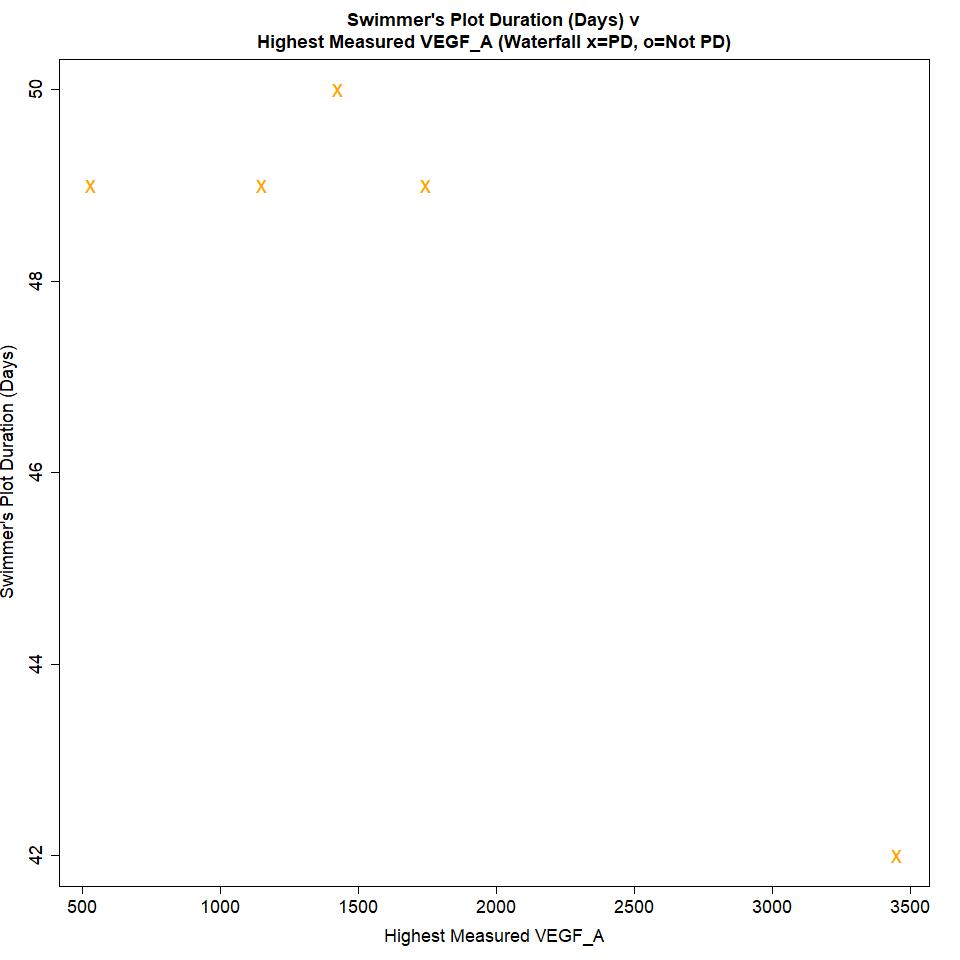 Swimmer's Plot Duration (Days) v
Highest Measured VEGF_A (Waterfall x=PD, o=Not PD)
50
48
46
44
42
Swimmer's Plot Duration (Days)
X
X
X
X
X
500 1000 1500 2000 2500 3000 3500
Highest Measured VEGF_A